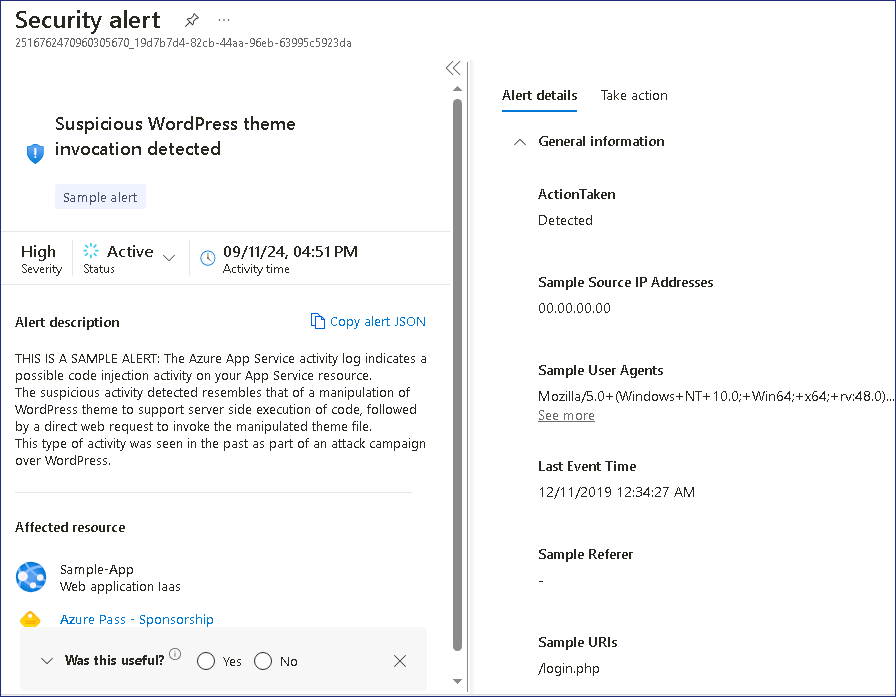 Security alert
2516762470960305670_19d7b7d4-82cb-44aa-96eb-63995c5923da
Suspicious WordPress theme
invocation detected
Sample alert
High
Severity
Active
Status
09/11/24, 04:51 PM
Activity time
Alert description
Copy alert JSON
THIS IS A SAMPLE ALERT: The Azure App Service activity log indicates a
possible code injection activity on your App Service resource.
The suspicious activity detected resembles that of a manipulation of
WordPress theme to support server side execution of code, followed
by a direct web request to invoke the manipulated theme file.
This type of activity was seen in the past as part of an attack campaign
over WordPress.
Affected resource
Sample-App
Web application Iaas
Azure Pass - Sponsorship
Was this useful?
Yes
No
Alert details
Take action
General information
ActionTaken
Detected
Sample Source IP Addresses
00.00.00.00
Sample User Agents
Mozilla/5.0+(Windows+NT+10.0;+Win64;+x64;+rv:48.0)...
See more
Last Event Time
12/11/2019 12:34:27 AM
Sample Referer
-
Sample URIs
/login.php